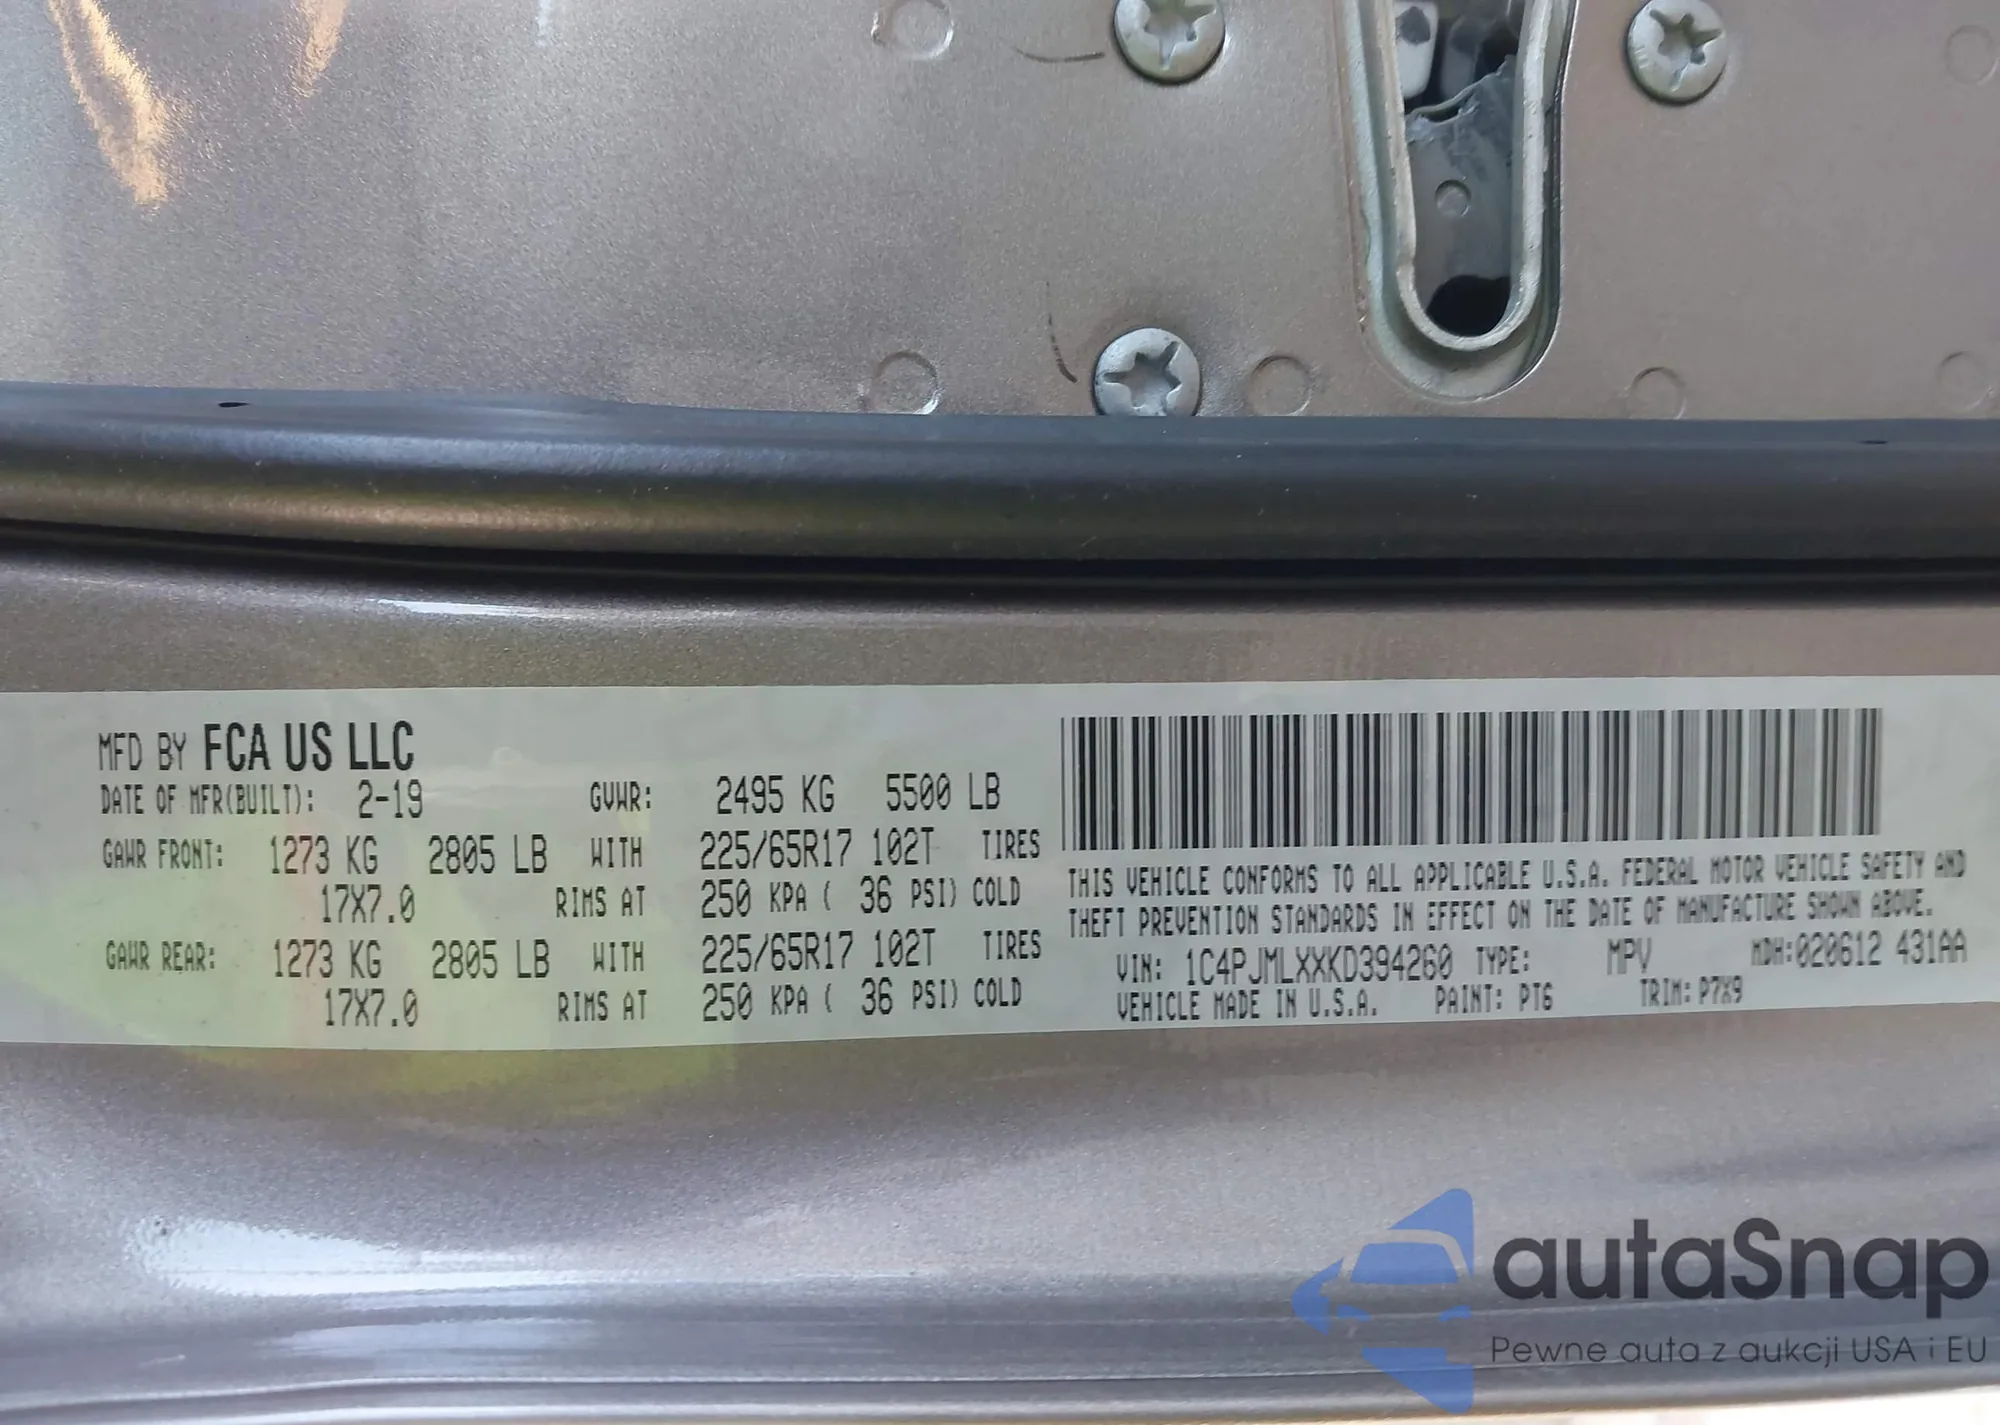 MFD BY FCA US LLC
DATE OF MFR(BUILT): 2-19 GVWR: 2495 KG 5500 LB
GAWR FRONT: 1273 KG 2805 LB WITH 225/65R17 102T TIRES
17X7.0 RIMS AT 250 KPA ( 36 PSI) COLD
GAWR REAR: 1273 KG 2805 LB WITH 225/65R17 102T TIRES
17X7.0 RIMS AT 250 KPA ( 36 PSI) COLD
THIS VEHICLE CONFORMS TO ALL APPLICABLE U.S.A. FEDERAL MOTOR VEHICLE SAFETY AND
THEFT PREVENTION STANDARDS IN EFFECT ON THE DATE OF MANUFACTURE SHOWN ABOVE.
VIN: 1C4PJMLXXKD394260 TYPE: MPV MDH:020612 431AA
VEHICLE MADE IN U.S.A. PAINT: PT6 TRIM: P7X9
autaSnap
Pewne auta z aukcji USA i EU